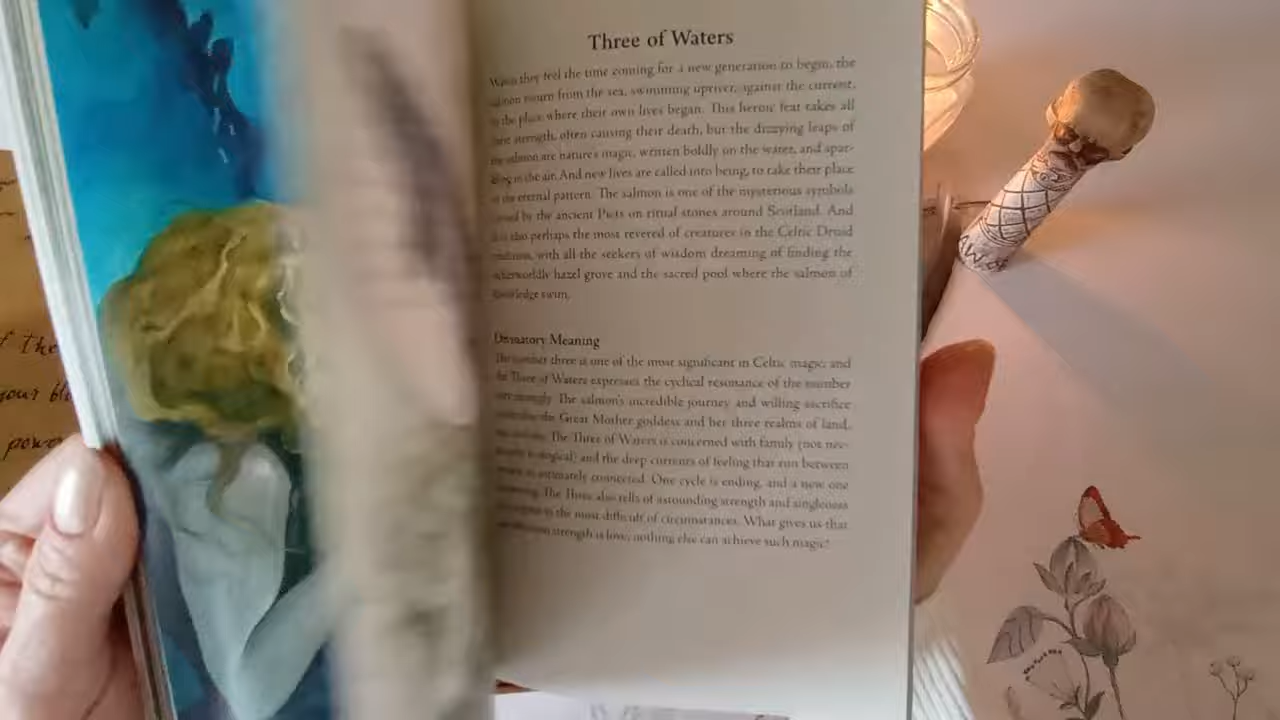 f the
your
power
Three of Waters
When they feel the time coming for a new generation to begin, the
salmon return from the sea, swimming upriver, against the current,
to the place where their own lives began. This heroic feat takes all
their strength, often causing their death, but the dizzying leaps of
the salmon are natures magic, written boldly on the water, and spar-
kling in the air. And new lives are called into being, to take their place
in the eternal pattern. The salmon is one of the mysterious symbols
carved by the ancient Picts on ritual stones around Scotland. And
it is also perhaps the most revered of creatures in the Celtic Druid
tradition, with all the seekers of wisdom dreaming of finding the
otherworldly hazel grove and the sacred pool where the salmon of
knowledge swim.
Divinatory Meaning
The number three is one of the most significant in Celtic magic, and
the Three of Waters expresses the cyclical resonance of the number
The salmon's incredible journey and willing sacrifice
the Great Mother goddess and her three realms of land,
The Three of Waters is concerned with family (not nec-
and the deep currents of feeling that run between
intimately connected. One cycle is ending, and a new one
The Three also tells of astounding strength and singleness
the most difficult of circumstances. What gives us that
strength is love; nothing else can achieve such magic!